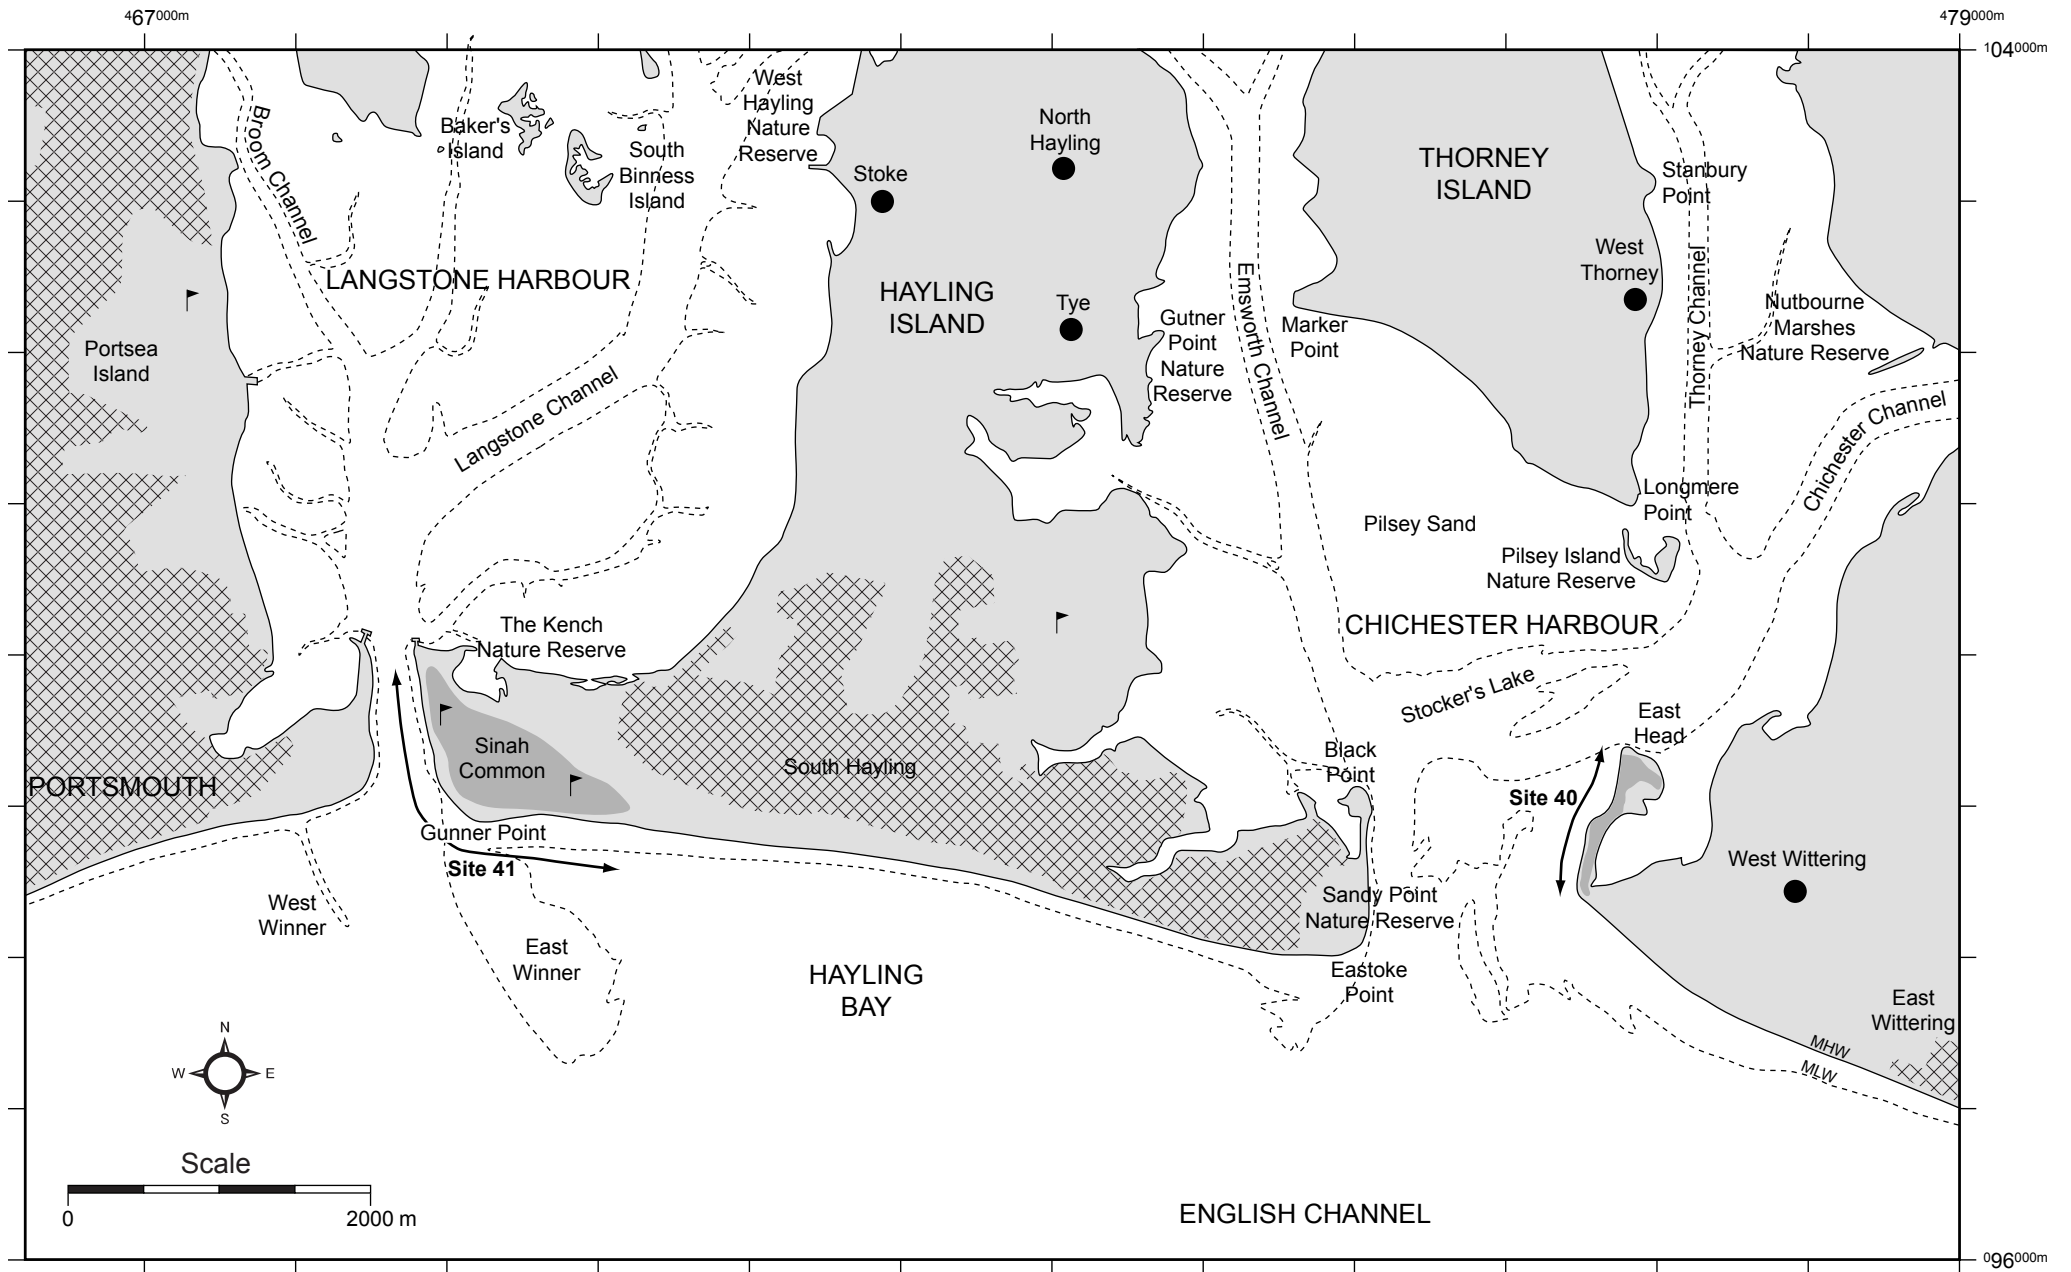 467000m
479000m
104000m
West
Hayling
Nature
Reserve
Broom Channel
Baker's
Island
South
Binness
Island
Stoke
North
Hayling
THORNEY
ISLAND
Stanbury
Point
West
Thorney
LANGSTONE HARBOUR
HAYLING
ISLAND
Tye
Gutner
Point
Nature
Reserve
Emsworth Channel
Marker
Point
Thorney Channel
Nutbourne
Marshes
Nature Reserve
Portsea
Island
Langstone Channel
Chichester Channel
Longmere
Point
Pilsey Sand
Pilsey Island
Nature Reserve
The Kench
Nature Reserve
CHICHESTER HARBOUR
Stocker's Lake
East
Head
Sinah
Common
South Hayling
Black
Point
PORTSMOUTH
Site 40
Gunner Point
Site 41
West Wittering
West
Winner
Sandy Point
Nature Reserve
East
Winner
HAYLING
BAY
Eastoke
Point
East
Wittering
MHW
MLW
N
W
E
S
Scale
0
2000 m
ENGLISH CHANNEL
096000m